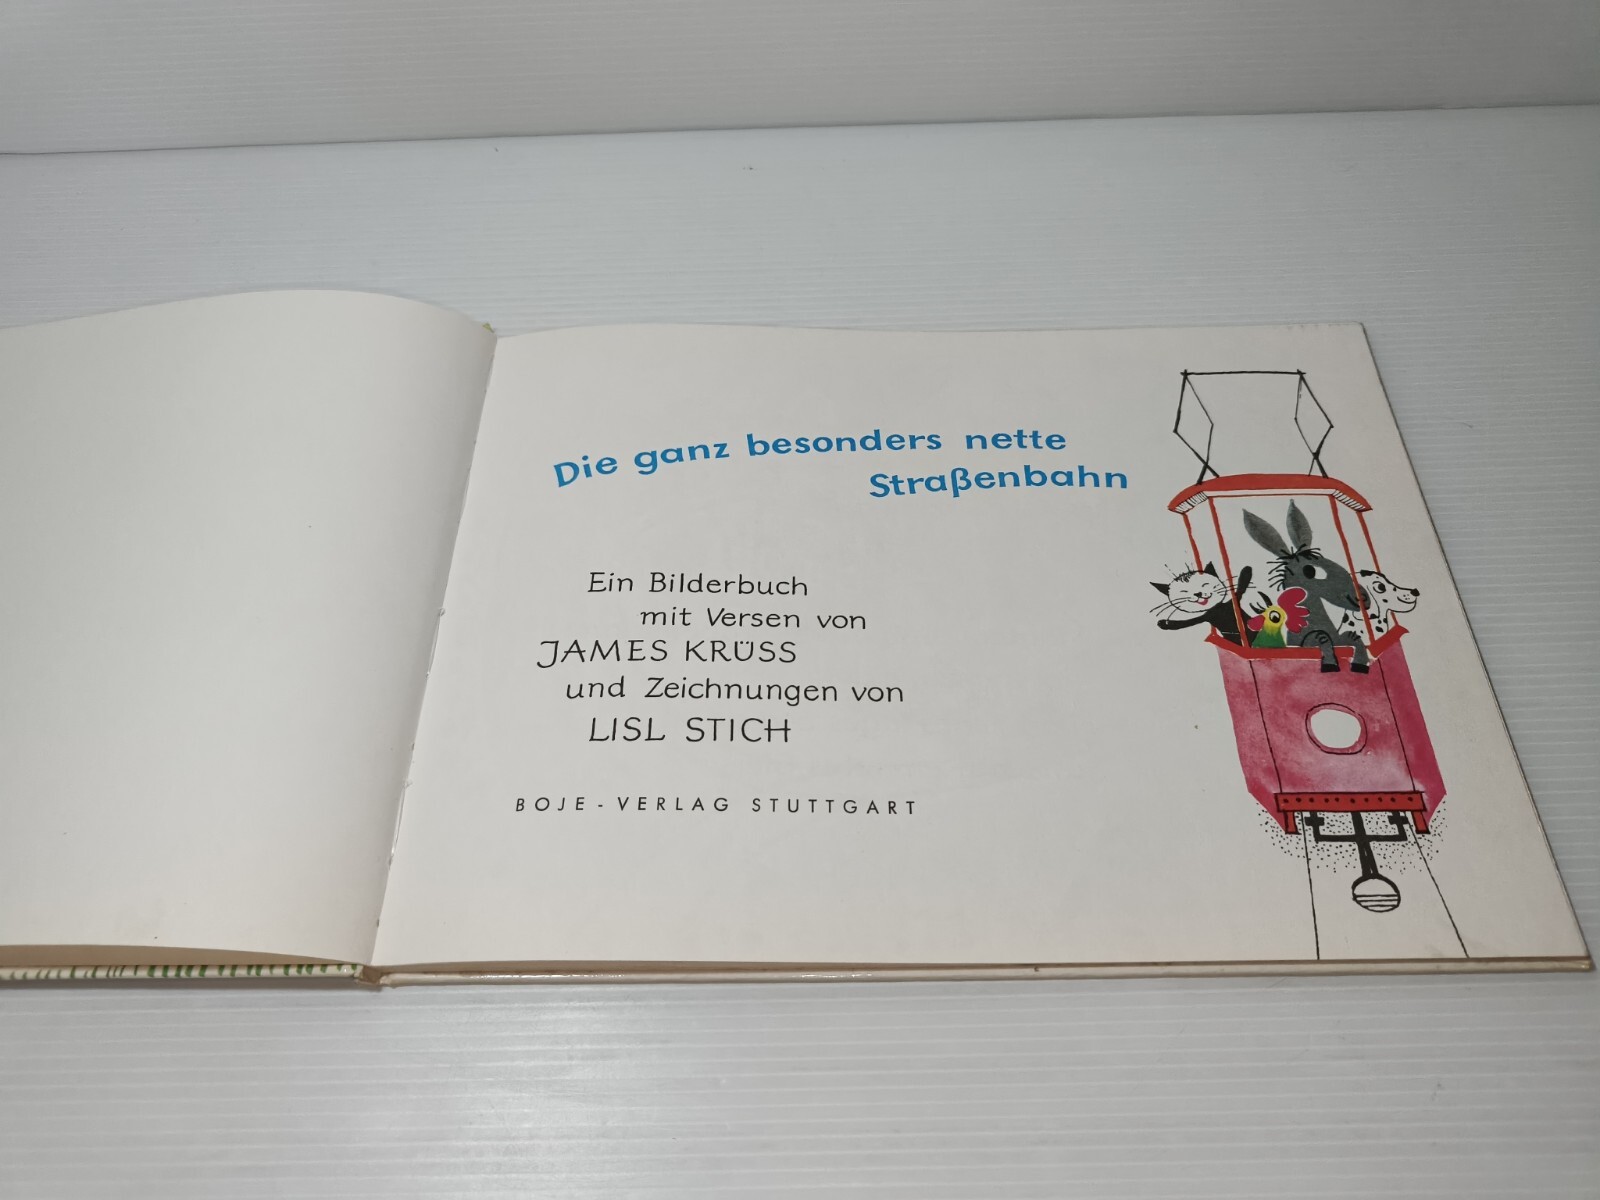 Die ganz besonders nette
Straßenbahn
Ein Bilderbuch
mit Versen von
JAMES KRÜSS
und Zeichnungen von
LISL STICH
BOJE-VERLAG STUTTGART